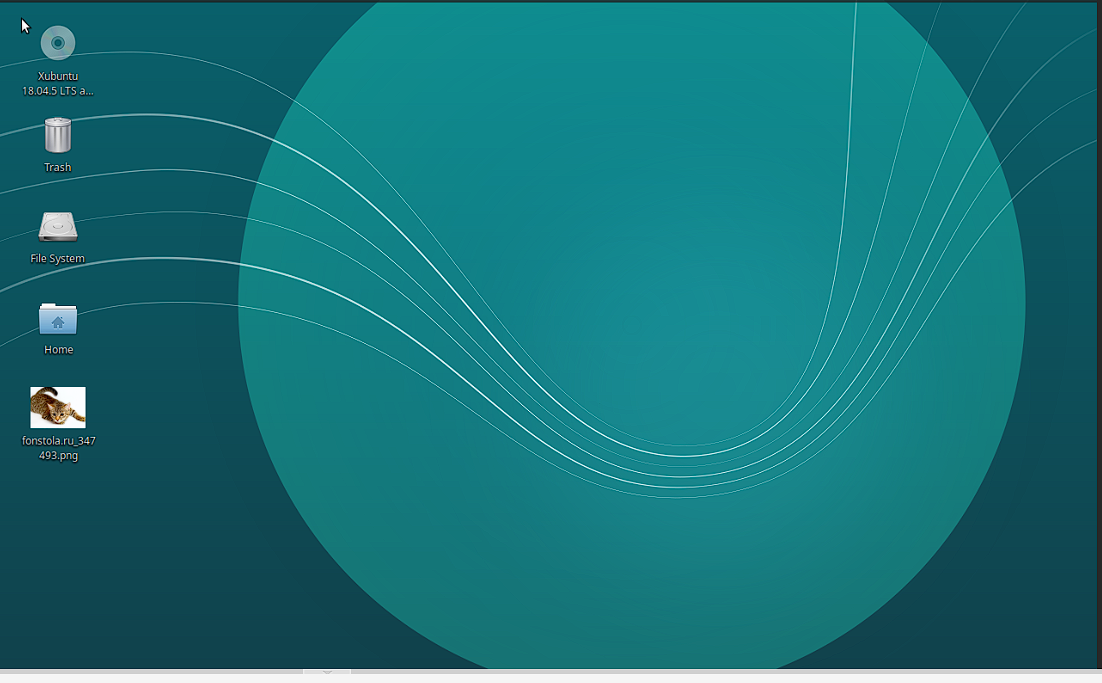 Xubuntu
18.04.5 LTS a...
Trash
File System
Home
fonstola.ru_347
493.png